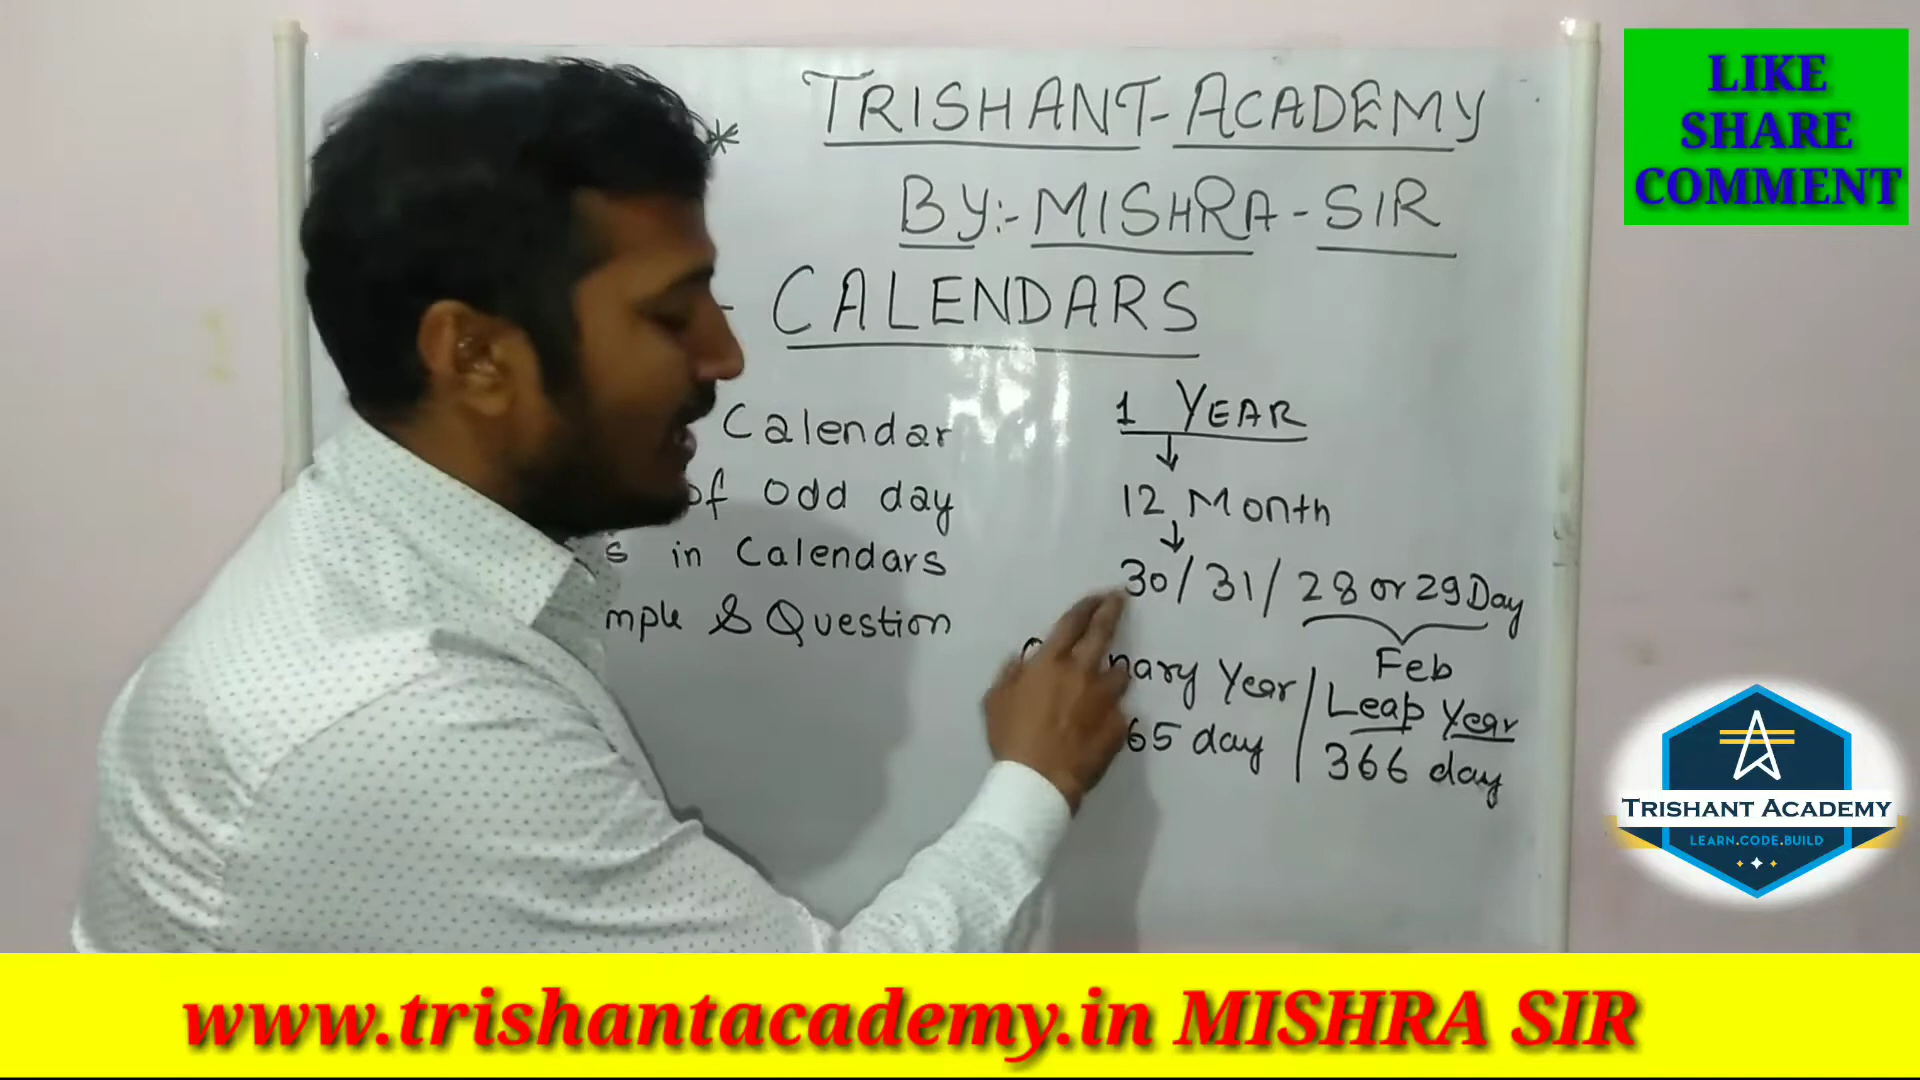 * TRISHANT-ACADEMY
BY:- MISHRA-SIR
- CALENDARS
Calendar
of Odd day
s in Calendars
mple & Question
1 YEAR
↓
12 Month
↓
30/31/28 or 29 Day
Feb
nary Year
65 day
Leap Year
366 day
LIKE
SHARE
COMMENT
TRISHANT ACADEMY
LEARN.CODE.BUILD
www.trishantacademy.in MISHRA SIR